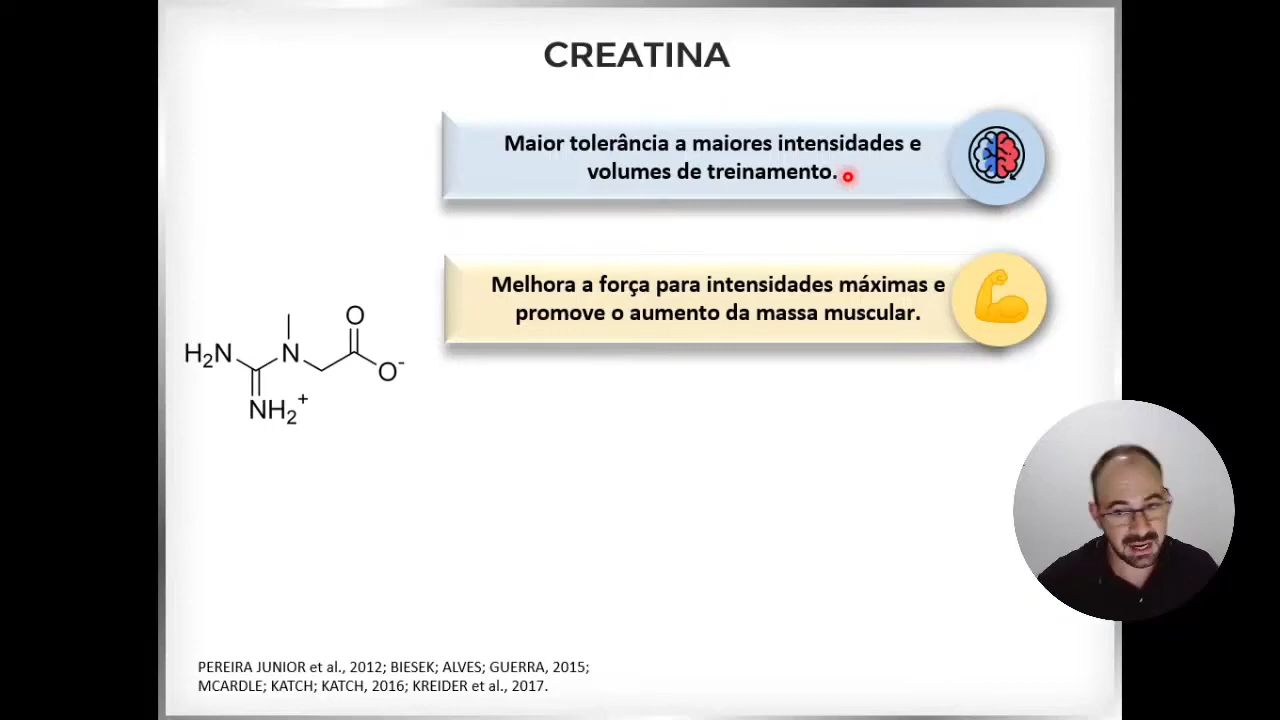 CREATINA
Maior tolerância a maiores intensidades e
volumes de treinamento.
Melhora a força para intensidades máximas e
promove o aumento da massa muscular.
O
H₂N
N
O⁻
NH₂⁺
PEREIRA JUNIOR et al., 2012; BIESEK; ALVES; GUERRA, 2015;
MCARDLE; KATCH; KATCH, 2016; KREIDER et al., 2017.